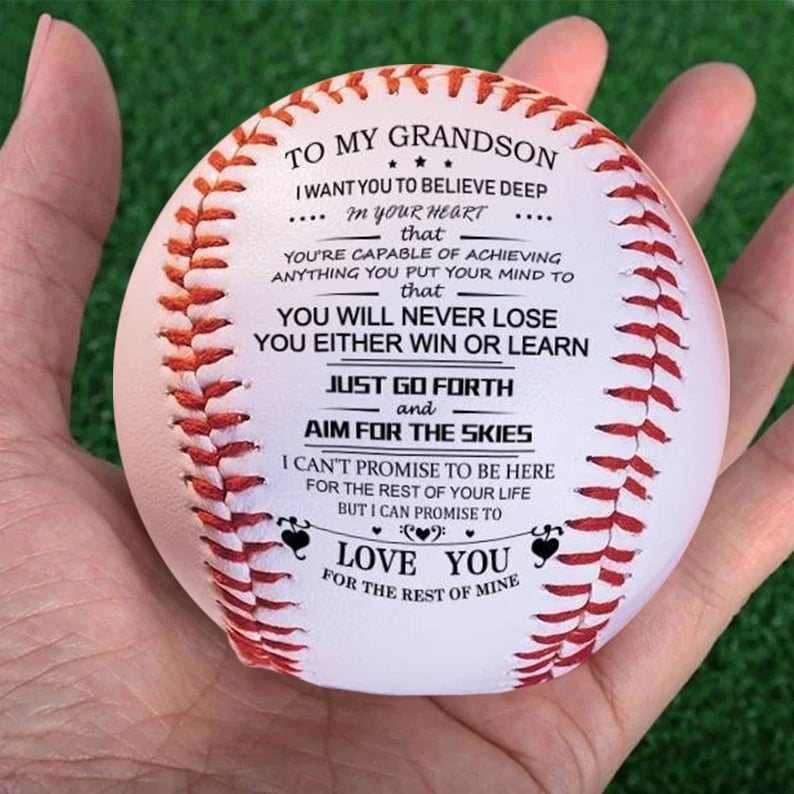 TO MY GRANDSON
I WANT YOU TO BELIEVE DEEP
IN YOUR HEART
that
YOU'RE CAPABLE OF ACHIEVING
ANYTHING YOU PUT YOUR MIND TO
that
YOU WILL NEVER LOSE
YOU EITHER WIN OR LEARN
JUST GO FORTH
and
AIM FOR THE SKIES
I CAN'T PROMISE TO BE HERE
FOR THE REST OF YOUR LIFE
BUT I CAN PROMISE TO
LOVE YOU
FOR THE REST OF MINE